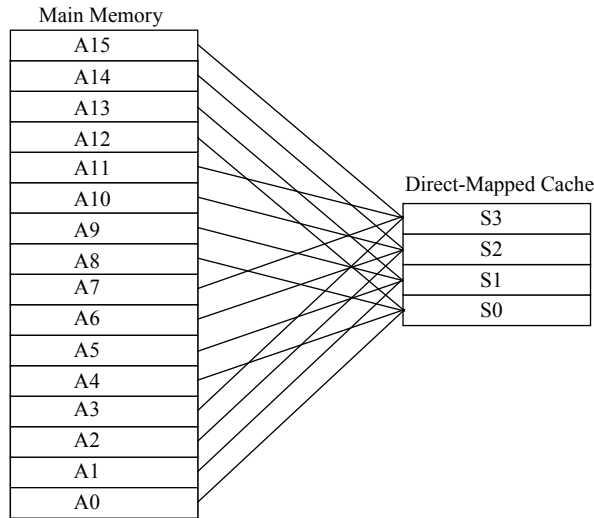 Main Memory
A15
A14
A13
A12
A11
A10
A9
A8
A7
A6
A5
A4
A3
A2
A1
A0
Direct-Mapped Cache
S3
S2
S1
S0